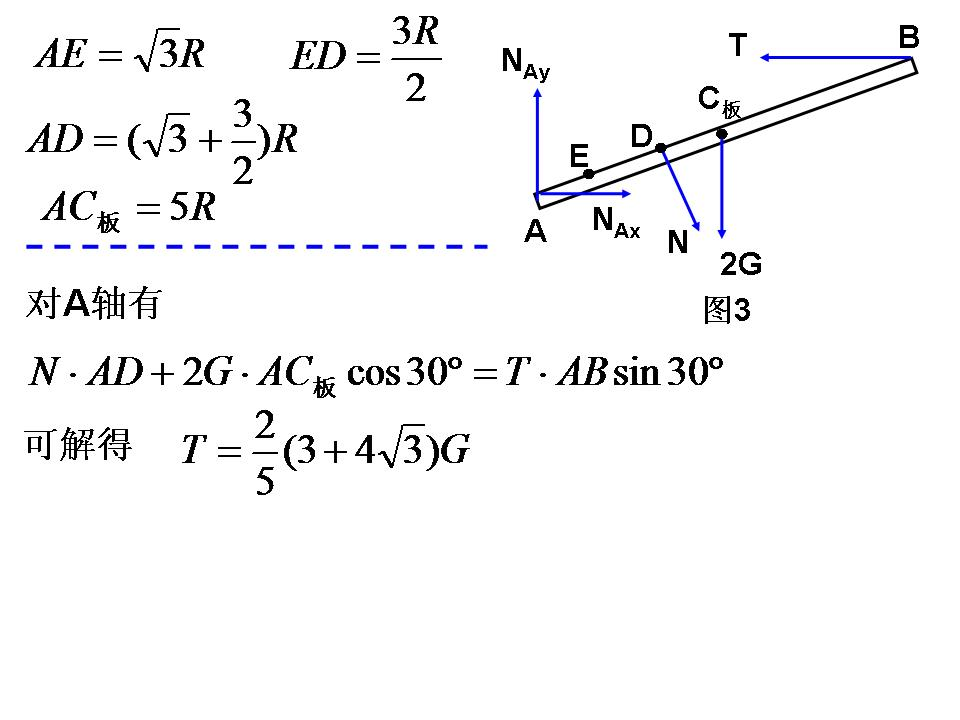 AE = √3R    ED = 3R/2
AD = (√3 + 3/2)R
AC板 = 5R
NAy
T
B
C板
D
E
A
NAx
N
2G
图3
对A轴有
N · AD + 2G · AC板 cos30° = T · AB sin30°
可解得    T = 2/5(3 + 4√3)G